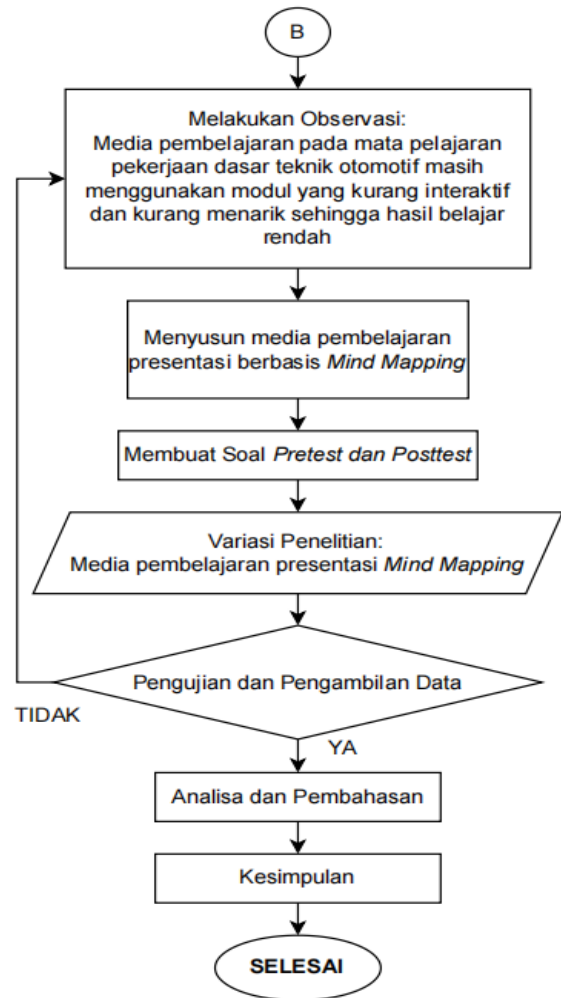 B
Melakukan Observasi:
Media pembelajaran pada mata pelajaran
pekerjaan dasar teknik otomotif masih
menggunakan modul yang kurang interaktif
dan kurang menarik sehingga hasil belajar
rendah
Menyusun media pembelajaran
presentasi berbasis Mind Mapping
Membuat Soal Pretest dan Posttest
Variasi Penelitian:
Media pembelajaran presentasi Mind Mapping
Pengujian dan Pengambilan Data
TIDAK
YA
Analisa dan Pembahasan
Kesimpulan
SELESAI